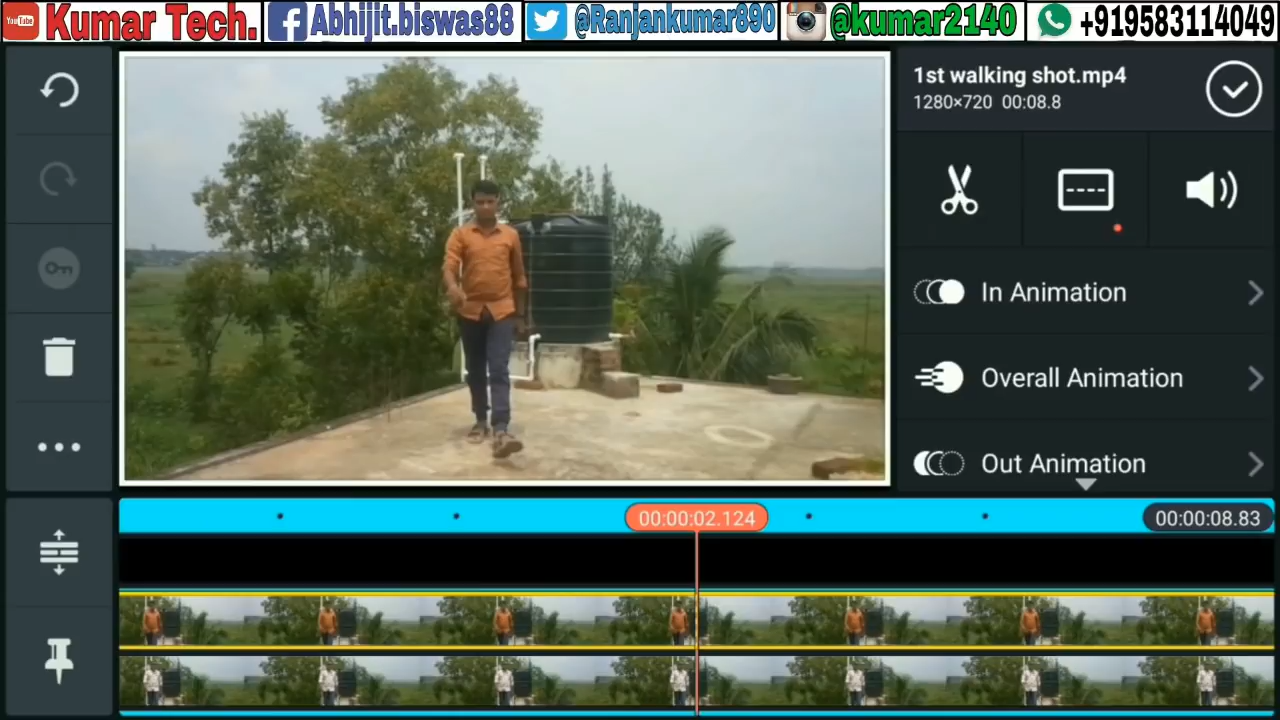 YouTube Kumar Tech. Abhijit.biswas88 @Ranjankumar890 @kumar2140 +919583114049
1st walking shot.mp4
1280×720 00:08.8
In Animation
Overall Animation
Out Animation
00:00:02.124
00:00:08.83